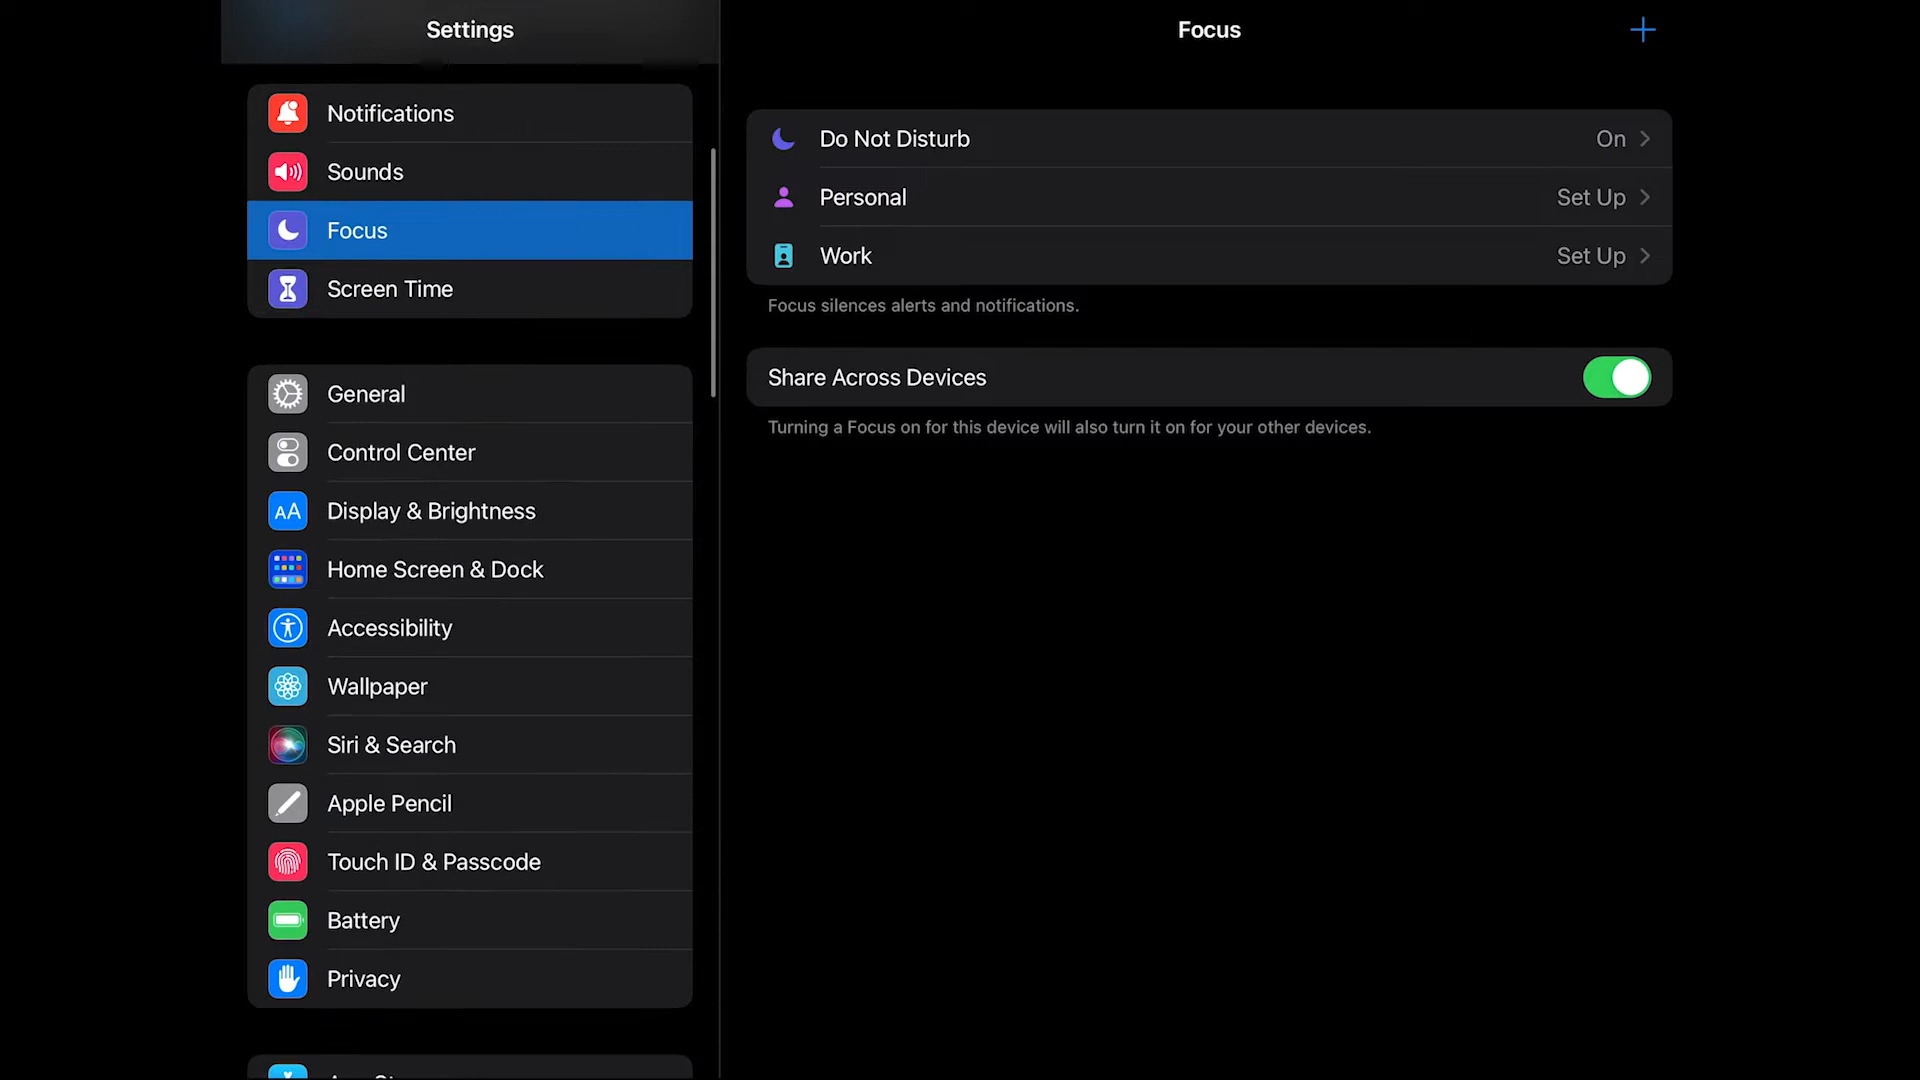 Settings
Notifications
Sounds
Focus
Screen Time
General
Control Center
AA
Display & Brightness
Home Screen & Dock
Accessibility
Wallpaper
Siri & Search
Apple Pencil
Touch ID & Passcode
Battery
Privacy
Focus
Do Not Disturb On
Personal Set Up
Work Set Up
Focus silences alerts and notifications.
Share Across Devices
Turning a Focus on for this device will also turn it on for your other devices.